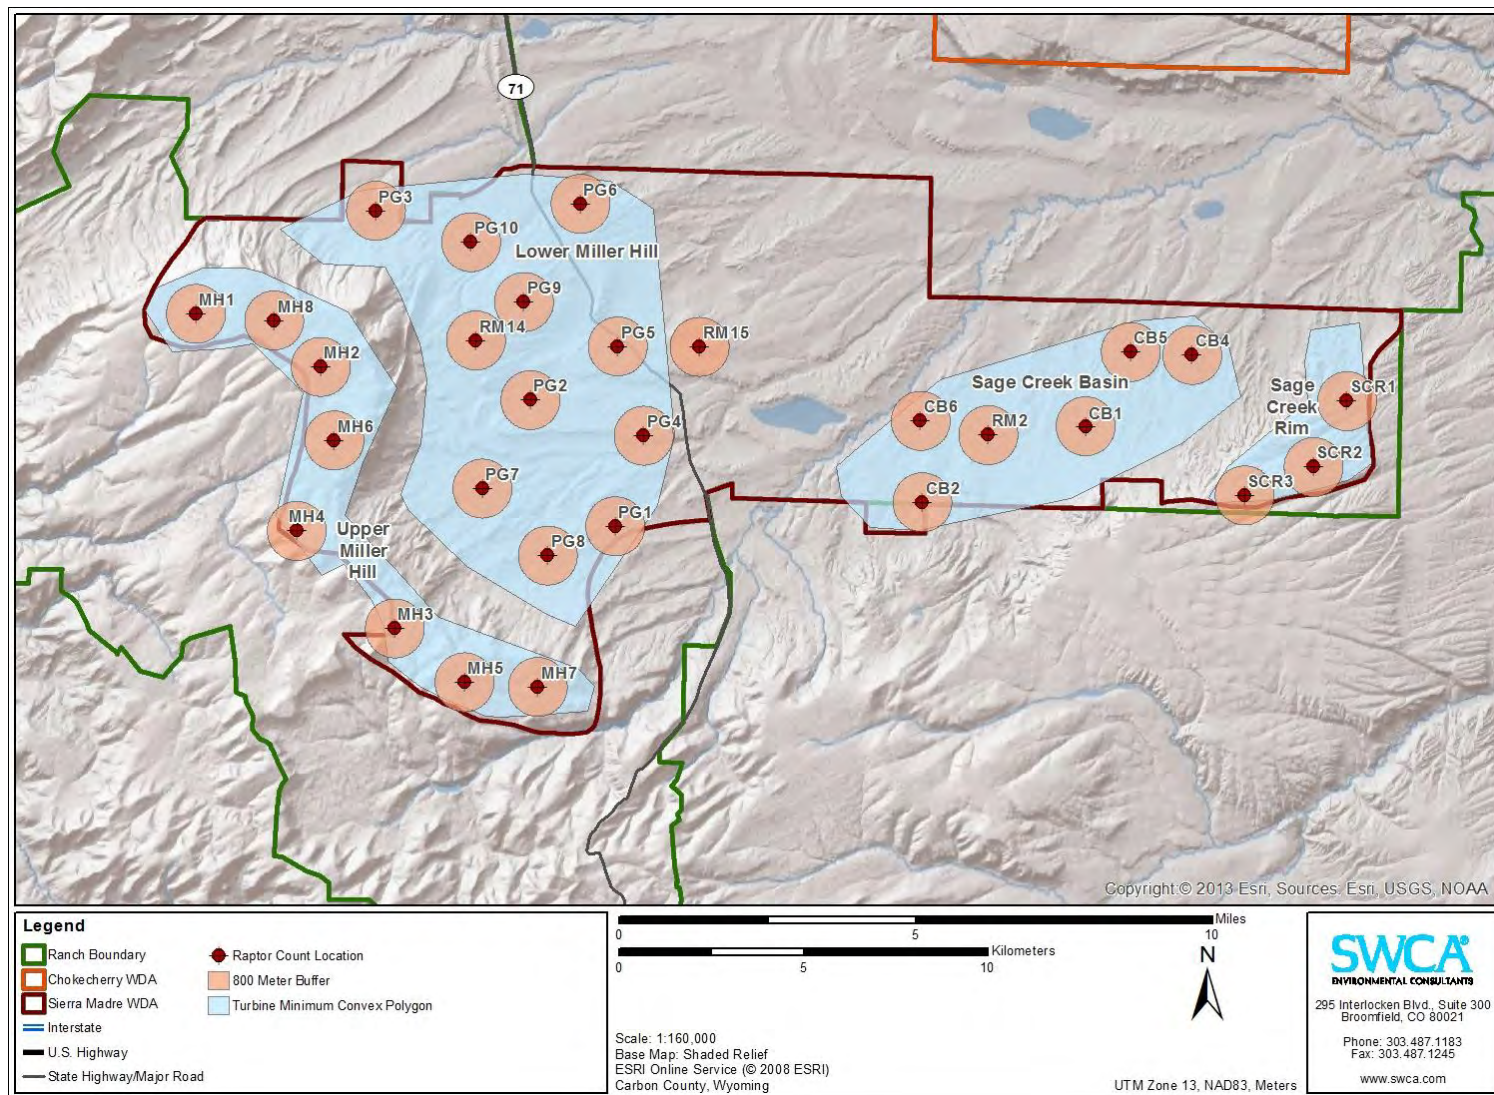 71
PG3
PG6
PG10
Lower Miller Hill
PG9
MH1
MH8
RM14
PG5
RM15
MH2
PG2
CB5
CB4
Sage Creek Basin
Sage
Creek
Rim
SCR1
CB6
RM2
CB1
MH6
PG4
SCR2
PG7
SCR3
CB2
MH4
Upper
Miller
Hill
PG1
PG8
MH3
MH5
MH7
Copyright:© 2013 Esri, Sources: Esri, USGS, NOAA
Legend
Ranch Boundary
Chokecherry WDA
Sierra Madre WDA
Interstate
U.S. Highway
State Highway/Major Road
Raptor Count Location
800 Meter Buffer
Turbine Minimum Convex Polygon
Miles
0 5 10
Kilometers
0 5 10
N
Scale: 1:160,000
Base Map: Shaded Relief
ESRI Online Service (© 2008 ESRI)
Carbon County, Wyoming
UTM Zone 13, NAD83, Meters
SWCA®
ENVIRONMENTAL CONSULTANTS
295 Interlocken Blvd., Suite 300
Broomfield, CO 80021
Phone: 303.487.1183
Fax: 303.487.1245
www.swca.com